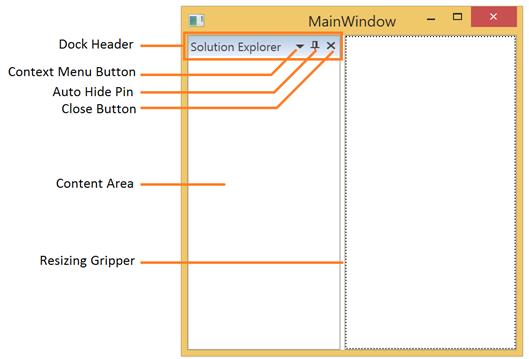 MainWindow
Dock Header
Solution Explorer
Context Menu Button
Auto Hide Pin
Close Button
Content Area
Resizing Gripper